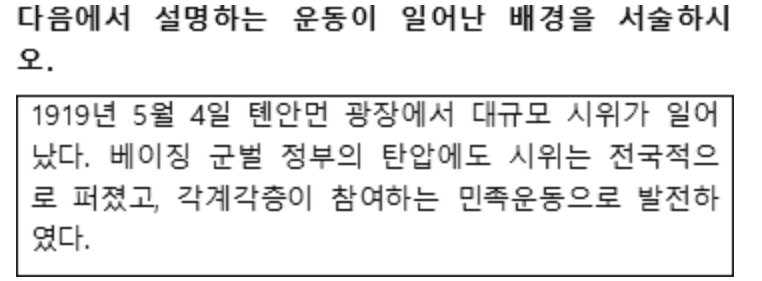 다음에서 설명하는 운동이 일어난 배경을 서술하시
오.
1919년 5월 4일 톈안먼 광장에서 대규모 시위가 일어
났다. 베이징 군벌 정부의 탄압에도 시위는 전국적으
로 퍼졌고, 각계각층이 참여하는 민족운동으로 발전하
였다.